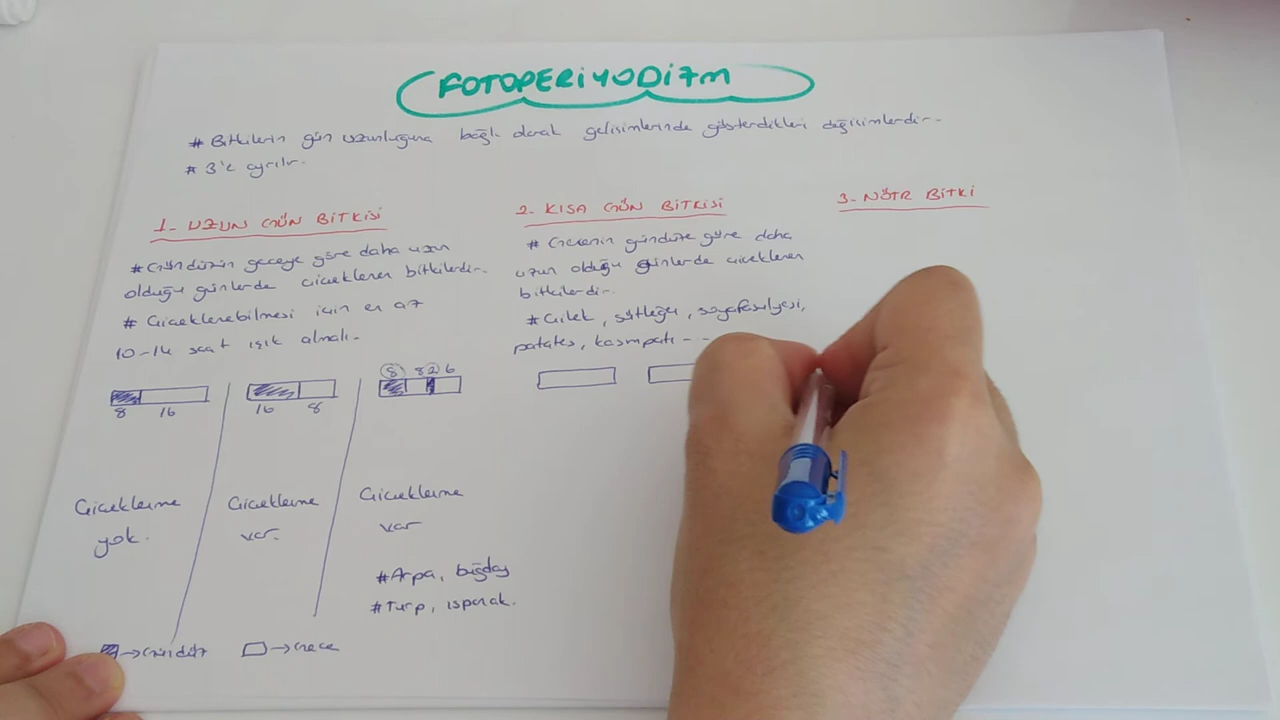 FOTOPERİYODİZM
# Bitkilerin gün uzunluğuna bağlı olarak gelişimlerinde gösterdikleri değişimlerdir.
# 3'e ayrılır.
1- UZUN GÜN BİTKİSİ
# Gündüzün geceye göre daha uzun
olduğu günlerde çiçeklenen bitkilerdir.
# Çiçeklenebilmesi için en az
10-14 saat ışık almalı.
8 16
16 8
8 8 2 6
Çiçeklenme
yok.
Çiçeklenme
var.
Çiçeklenme
var
# Arpa, buğday
# Turp, ıspanak.
→Gündüz
→Gece
2- KISA GÜN BİTKİSİ
# Gecenin gündüze göre daha
uzun olduğu günlerde çiçeklenen
bitkilerdir.
# Çilek, sütleğen, soya fasulyesi,
patates, kasımpatı - - -
3- NÖTR BİTKİ